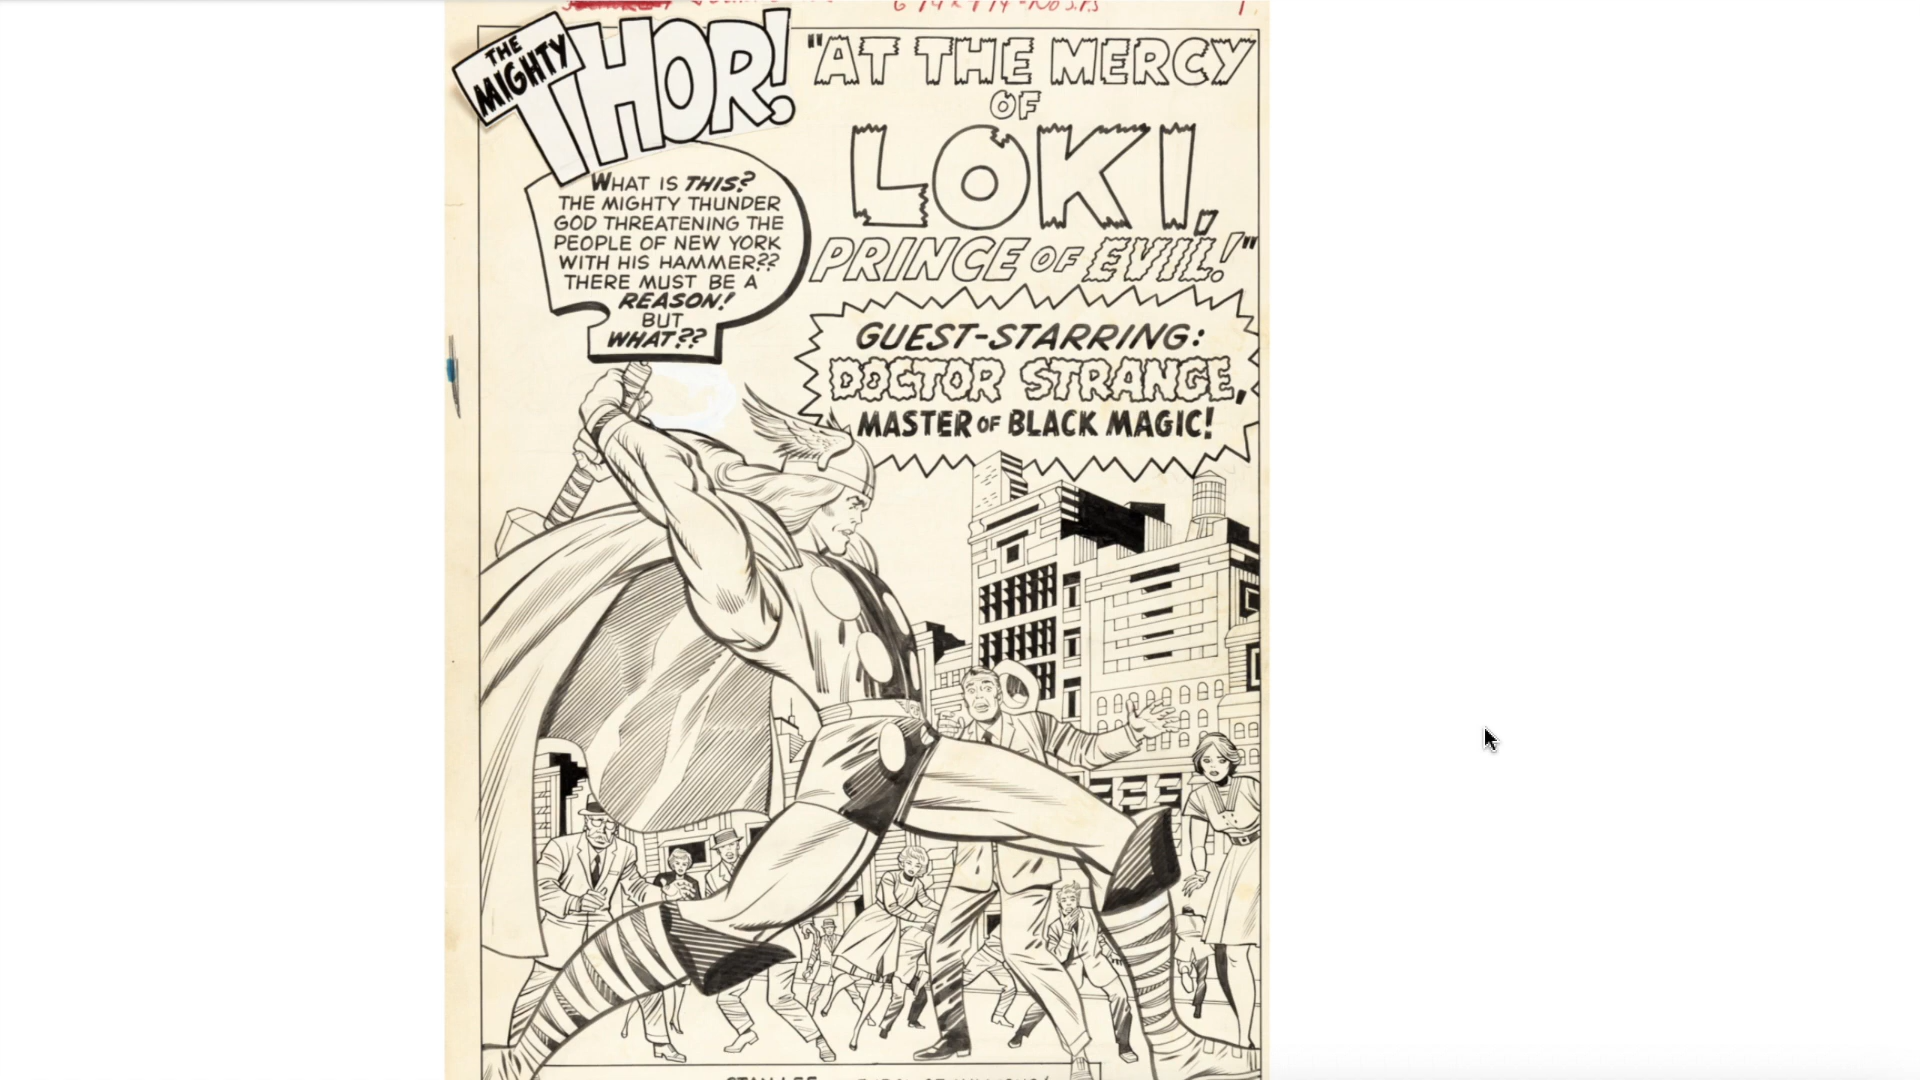 THE
MIGHTY
THOR!
"AT THE MERCY
OF
LOKI,
PRINCE OF EVIL!"
WHAT IS THIS?
THE MIGHTY THUNDER
GOD THREATENING THE
PEOPLE OF NEW YORK
WITH HIS HAMMER??
THERE MUST BE A
REASON!
BUT
WHAT??
GUEST-STARRING:
DOCTOR STRANGE,
MASTER OF BLACK MAGIC!
STAN LEE